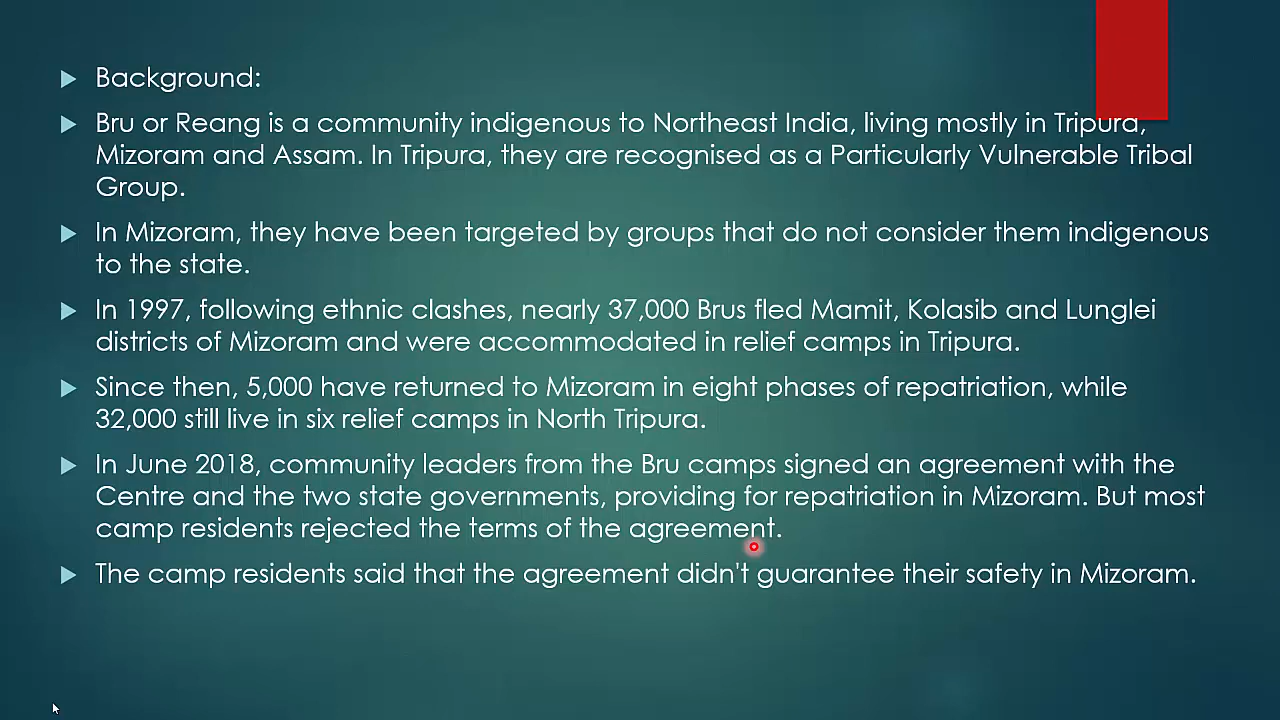 Background:
Bru or Reang is a community indigenous to Northeast India, living mostly in Tripura,
Mizoram and Assam. In Tripura, they are recognised as a Particularly Vulnerable Tribal
Group.
In Mizoram, they have been targeted by groups that do not consider them indigenous
to the state.
In 1997, following ethnic clashes, nearly 37,000 Brus fled Mamit, Kolasib and Lunglei
districts of Mizoram and were accommodated in relief camps in Tripura.
Since then, 5,000 have returned to Mizoram in eight phases of repatriation, while
32,000 still live in six relief camps in North Tripura.
In June 2018, community leaders from the Bru camps signed an agreement with the
Centre and the two state governments, providing for repatriation in Mizoram. But most
camp residents rejected the terms of the agreement.
The camp residents said that the agreement didn't guarantee their safety in Mizoram.